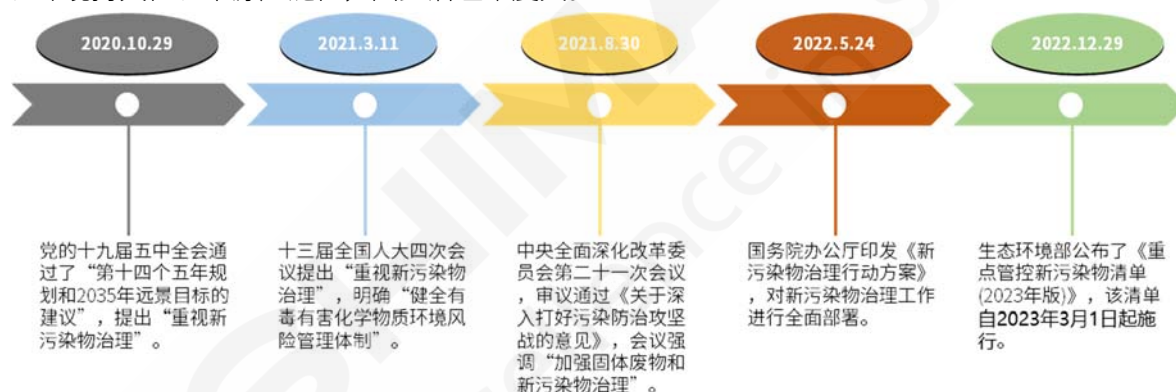 2020.10.29
2021.3.11
2021.8.30
2022.5.24
2022.12.29
党的十九届五中全会通
过了“第十四个五年规
划和2035年远景目标的
建议”，提出“重视新
污染物治理”。
十三届全国人大四次会
议提出“重视新污染物
治理”，明确“健全有
毒有害化学物质环境风
险管理体制”。
中央全面深化改革委
员会第二十一次会议
，审议通过《关于深
入打好污染防治攻坚
战的意见》，会议强
调“加强固体废物和
新污染物治理”。
国务院办公厅印发《新
污染物治理行动方案》
，对新污染物治理工作
进行全面部署。
生态环境部公布了《重
点管控新污染物清单
(2023年版)》，该清单
自2023年3月1日起施
行。